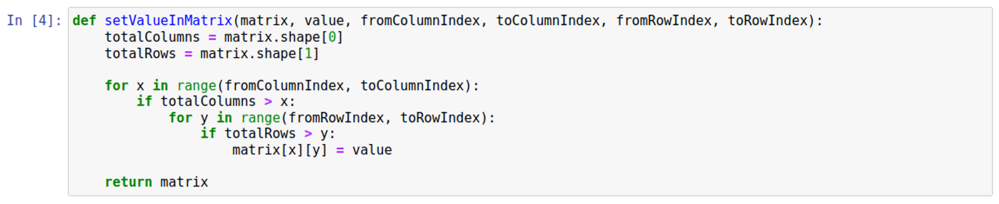 In [4]: def setValueInMatrix(matrix, value, fromColumnIndex, toColumnIndex, fromRowIndex, toRowIndex):
    totalColumns = matrix.shape[0]
    totalRows = matrix.shape[1]

    for x in range(fromColumnIndex, toColumnIndex):
        if totalColumns > x:
            for y in range(fromRowIndex, toRowIndex):
                if totalRows > y:
                    matrix[x][y] = value

    return matrix